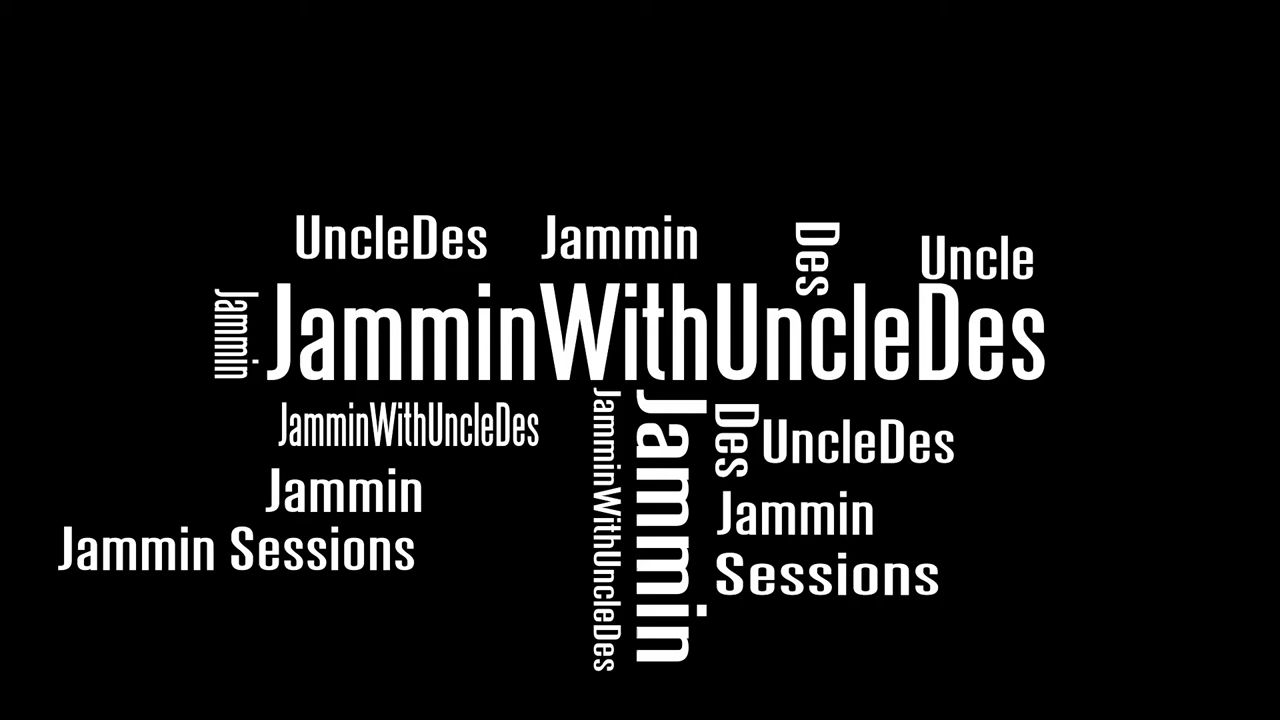 UncleDes
Jammin
Des
Uncle
Jammin
JamminWithUncleDes
JamminWithUncleDes
JamminWithUncleDes
Jammin
Des
UncleDes
Jammin
Jammin
Jammin Sessions
Sessions